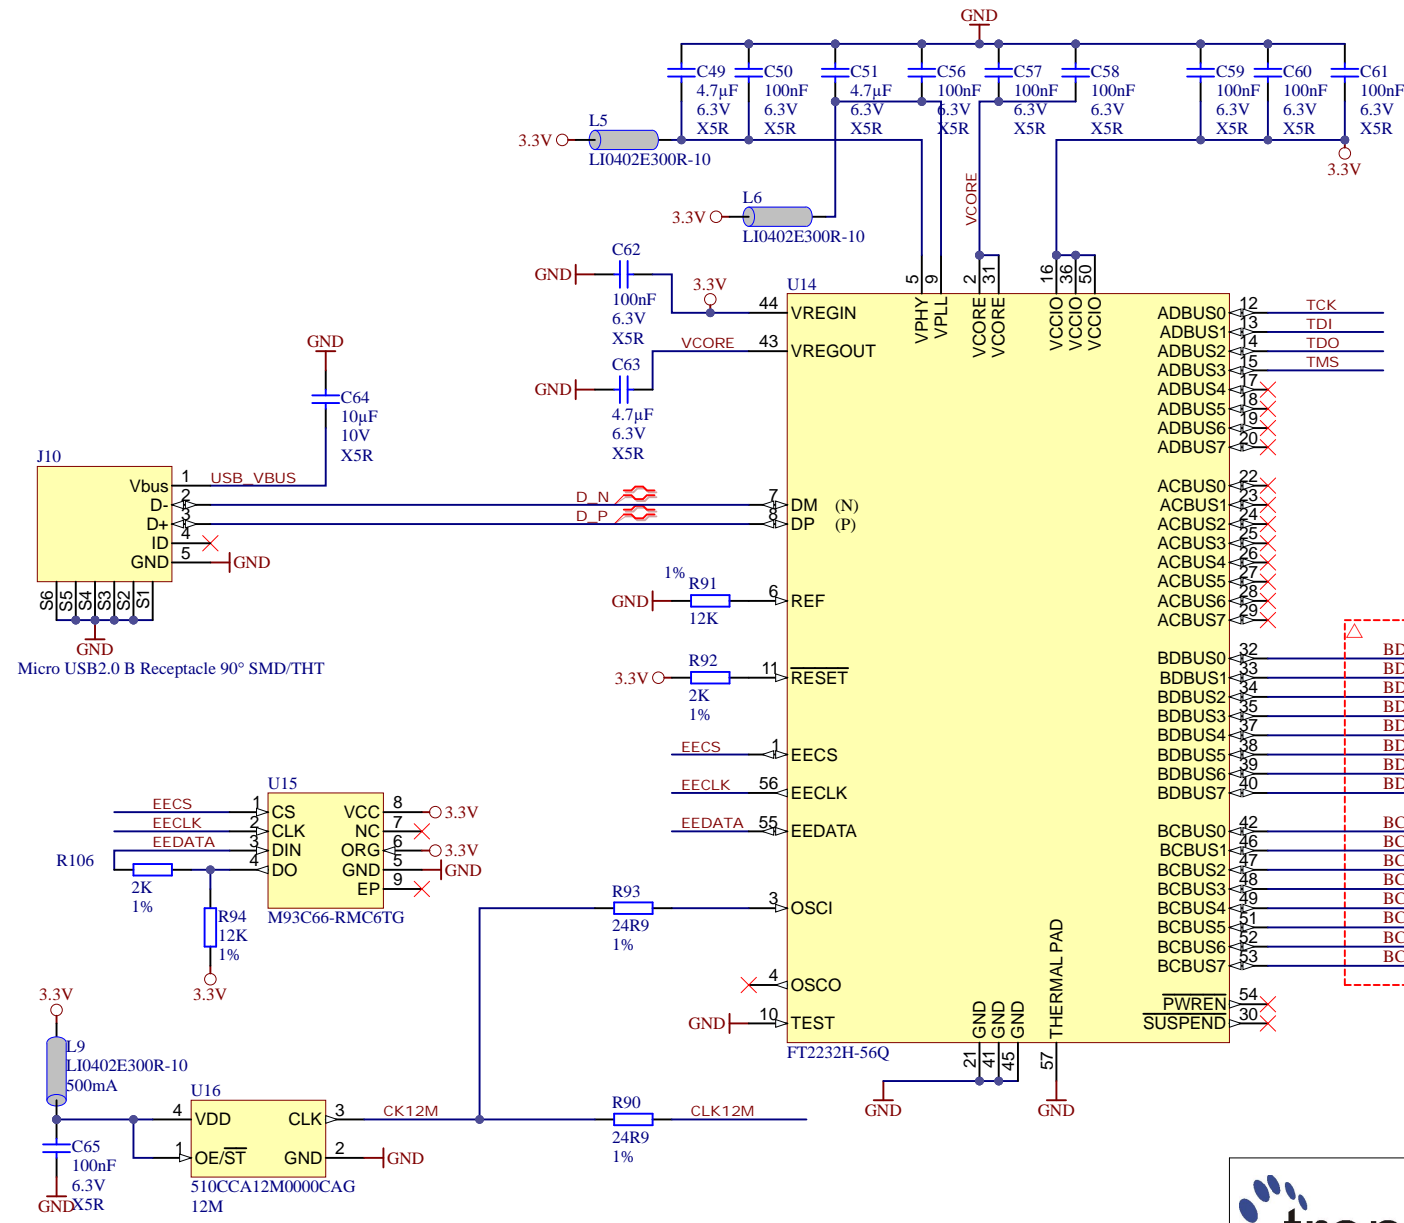 GND
C49
4.7µF
6.3V
X5R
C50
100nF
6.3V
X5R
C51
4.7µF
6.3V
X5R
C56
100nF
6.3V
X5R
C57
100nF
6.3V
X5R
C58
100nF
6.3V
X5R
C59
100nF
6.3V
X5R
C60
100nF
6.3V
X5R
C61
100nF
6.3V
X5R
3.3V
L5
LI0402E300R-10
3.3V
3.3V
L6
LI0402E300R-10
VCORE
C62
GND
100nF
6.3V
X5R
3.3V
VCORE
C63
GND
4.7µF
6.3V
X5R
U14
5 9 2 31 16 36 50
VPHY
VPLL
VCORE
VCORE
VCCIO
VCCIO
VCCIO
44 VREGIN
43 VREGOUT
7 DM (N)
8 DP (P)
6 REF
11 RESET
1 EECS
56 EECLK
55 EEDATA
3 OSCI
4 OSCO
10 TEST
ADBUS0 12 TCK
ADBUS1 13 TDI
ADBUS2 14 TDO
ADBUS3 15 TMS
ADBUS4 17
ADBUS5 18
ADBUS6 19
ADBUS7 20
ACBUS0 22
ACBUS1 23
ACBUS2 24
ACBUS3 25
ACBUS4 26
ACBUS5 27
ACBUS6 28
ACBUS7 29
BDBUS0 32 BD
BDBUS1 33 BD
BDBUS2 34 BD
BDBUS3 35 BD
BDBUS4 37 BD
BDBUS5 38 BD
BDBUS6 39 BD
BDBUS7 40 BD
BCBUS0 42 BC
BCBUS1 46 BC
BCBUS2 47 BC
BCBUS3 48 BC
BCBUS4 49 BC
BCBUS5 51 BC
BCBUS6 52 BC
BCBUS7 53 BC
PWREN 54
SUSPEND 30
GND
GND
GND
THERMAL PAD
21 41 45 57
FT2232H-56Q
GND
GND
GND
C64
10µF
10V
X5R
J10
Vbus 1 USB_VBUS
D- 2
D+ 3
ID 4
GND 5 GND
S6 S5 S4 S3 S2 S1
GND
Micro USB2.0 B Receptacle 90° SMD/THT
D_N
D_P
1%
R91
GND
12K
R92
3.3V
2K
1%
EECS
EECLK
EEDATA
U15
EECS 1 CS VCC 8 3.3V
EECLK 2 CLK NC 7
EEDATA 3 DIN ORG 6 3.3V
4 DO GND 5 GND
EP 9
M93C66-RMC6TG
R106
2K
1%
R94
12K
1%
3.3V
R93
24R9
1%
GND
3.3V
L9
LI0402E300R-10
500mA
U16
4 VDD CLK 3 CK12M
1 OE/ST GND 2 GND
510CCA12M0000CAG
12M
C65
100nF
6.3V
X5R
GND
R90
24R9
1%
CLK12M